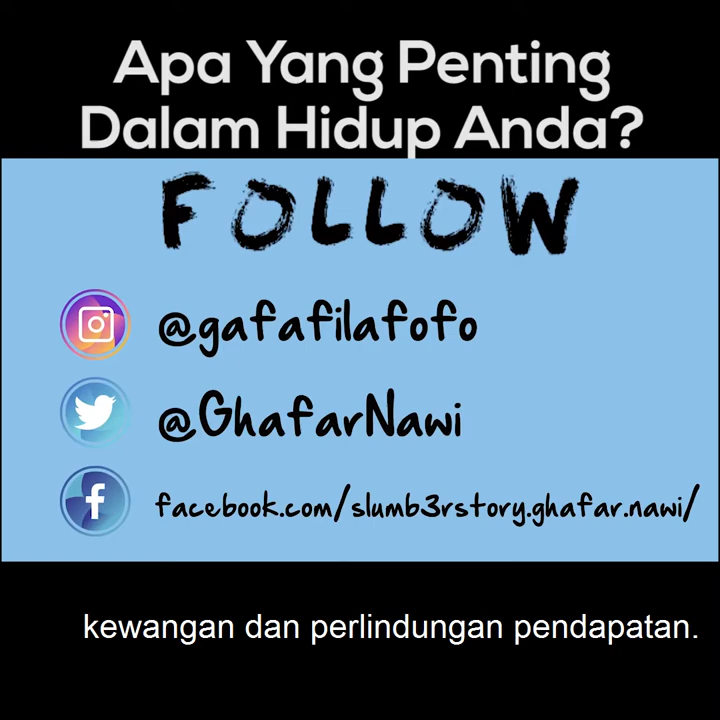 Apa Yang Penting
Dalam Hidup Anda?
FOLLOW
@gafafilafofo
@GhafarNawi
facebook.com/slumb3rstory.ghafar.nawi/
kewangan dan perlindungan pendapatan.